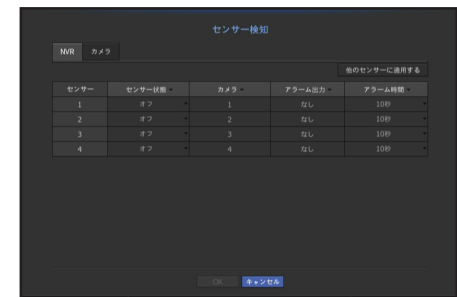 センサー検知
NVR カメラ
他のセンサーに適用する
センサー センサー状態 カメラ アラーム出力 アラーム時間
1 オフ 1 なし 10秒
2 オフ 2 なし 10秒
3 オフ 3 なし 10秒
4 オフ 4 なし 10秒
OK キャンセル